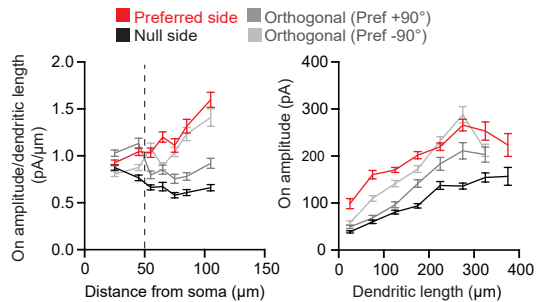 Preferred side
Null side
Orthogonal (Pref +90°)
Orthogonal (Pref -90°)
On amplitude/dendritic length
(pA/µm)
2.0
1.5
1.0
0.5
0.0
0 50 100 150
Distance from soma (µm)
On amplitude (pA)
400
300
200
100
0
0 100 200 300 400
Dendritic length (µm)